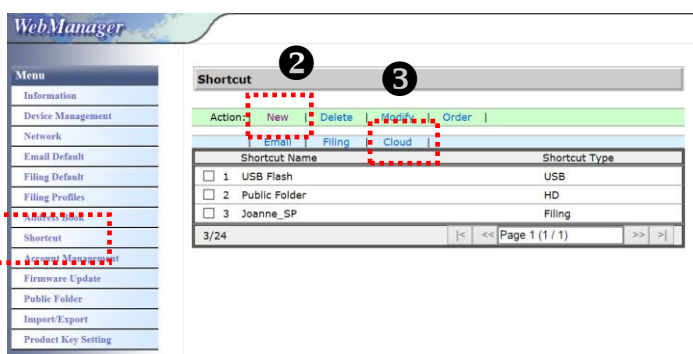 WebManager
Menu
Information
Device Management
Network
Email Default
Filing Default
Filing Profiles
Address Book
Shortcut
Account Management
Firmware Update
Public Folder
Import/Export
Product Key Setting
❷ ❸
Shortcut
Action: New | Delete | Modify | Order |
| Email | Filing | Cloud |
Shortcut Name Shortcut Type
1 USB Flash USB
2 Public Folder HD
3 Joanne_SP Filing
3/24 |< << Page 1 (1 / 1) >> >|